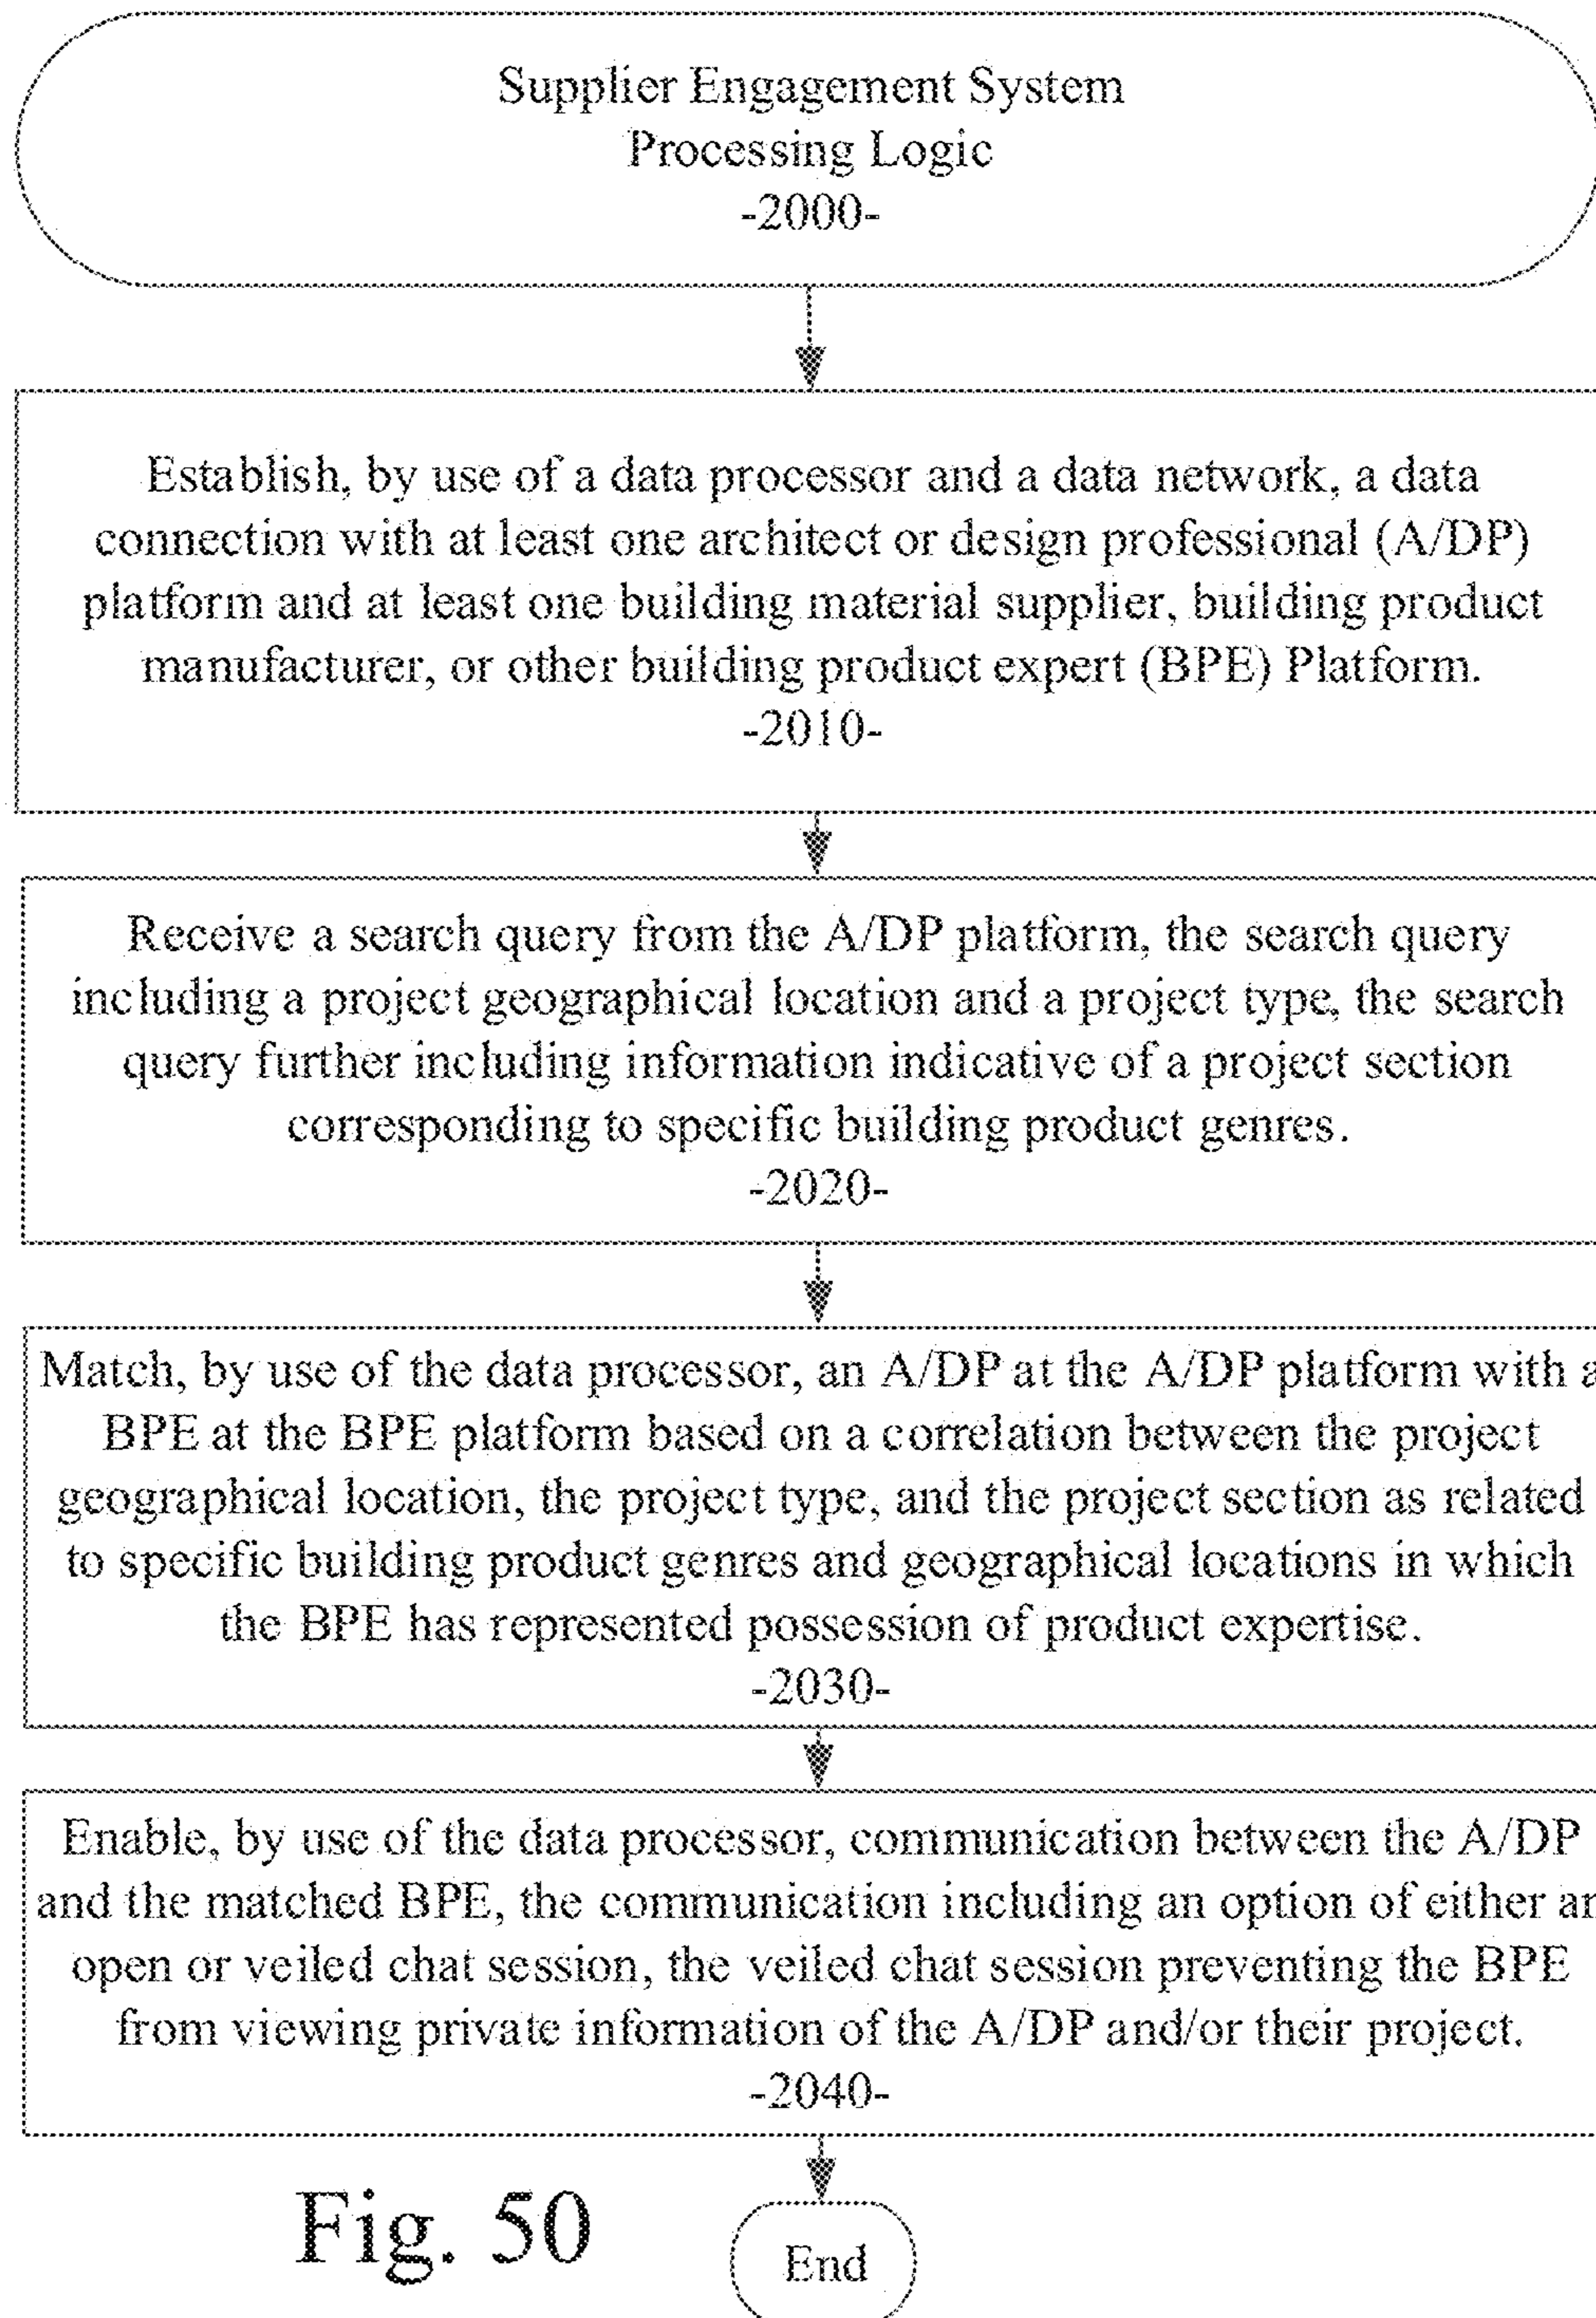 Supplier Engagement System
Processing Logic
-2000-
Establish, by use of a data processor and a data network, a data
connection with at least one architect or design professional (A/DP)
platform and at least one building material supplier, building product
manufacturer, or other building product expert (BPE) Platform.
-2010-
Receive a search query from the A/DP platform, the search query
including a project geographical location and a project type, the search
query further including information indicative of a project section
corresponding to specific building product genres.
-2020-
Match, by use of the data processor, an A/DP at the A/DP platform with a
BPE at the BPE platform based on a correlation between the project
geographical location, the project type, and the project section as related
to specific building product genres and geographical locations in which
the BPE has represented possession of product expertise.
-2030-
Enable, by use of the data processor, communication between the A/DP
and the matched BPE, the communication including an option of either an
open or veiled chat session, the veiled chat session preventing the BPE
from viewing private information of the A/DP and/or their project.
-2040-
Fig. 50
End